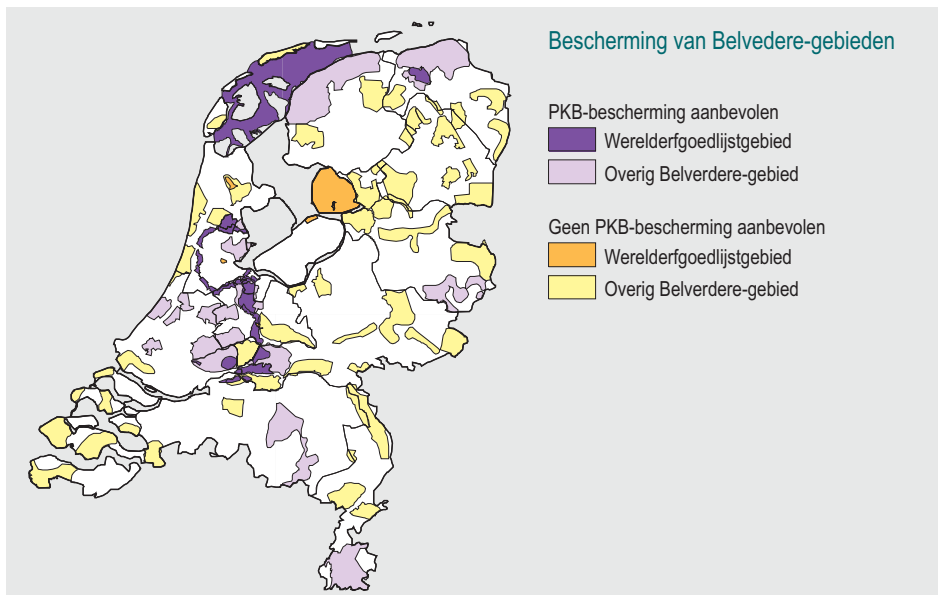 Bescherming van Belvedere-gebieden
PKB-bescherming aanbevolen
Werelderfgoedlijstgebied
Overig Belverdere-gebied
Geen PKB-bescherming aanbevolen
Werelderfgoedlijstgebied
Overig Belverdere-gebied